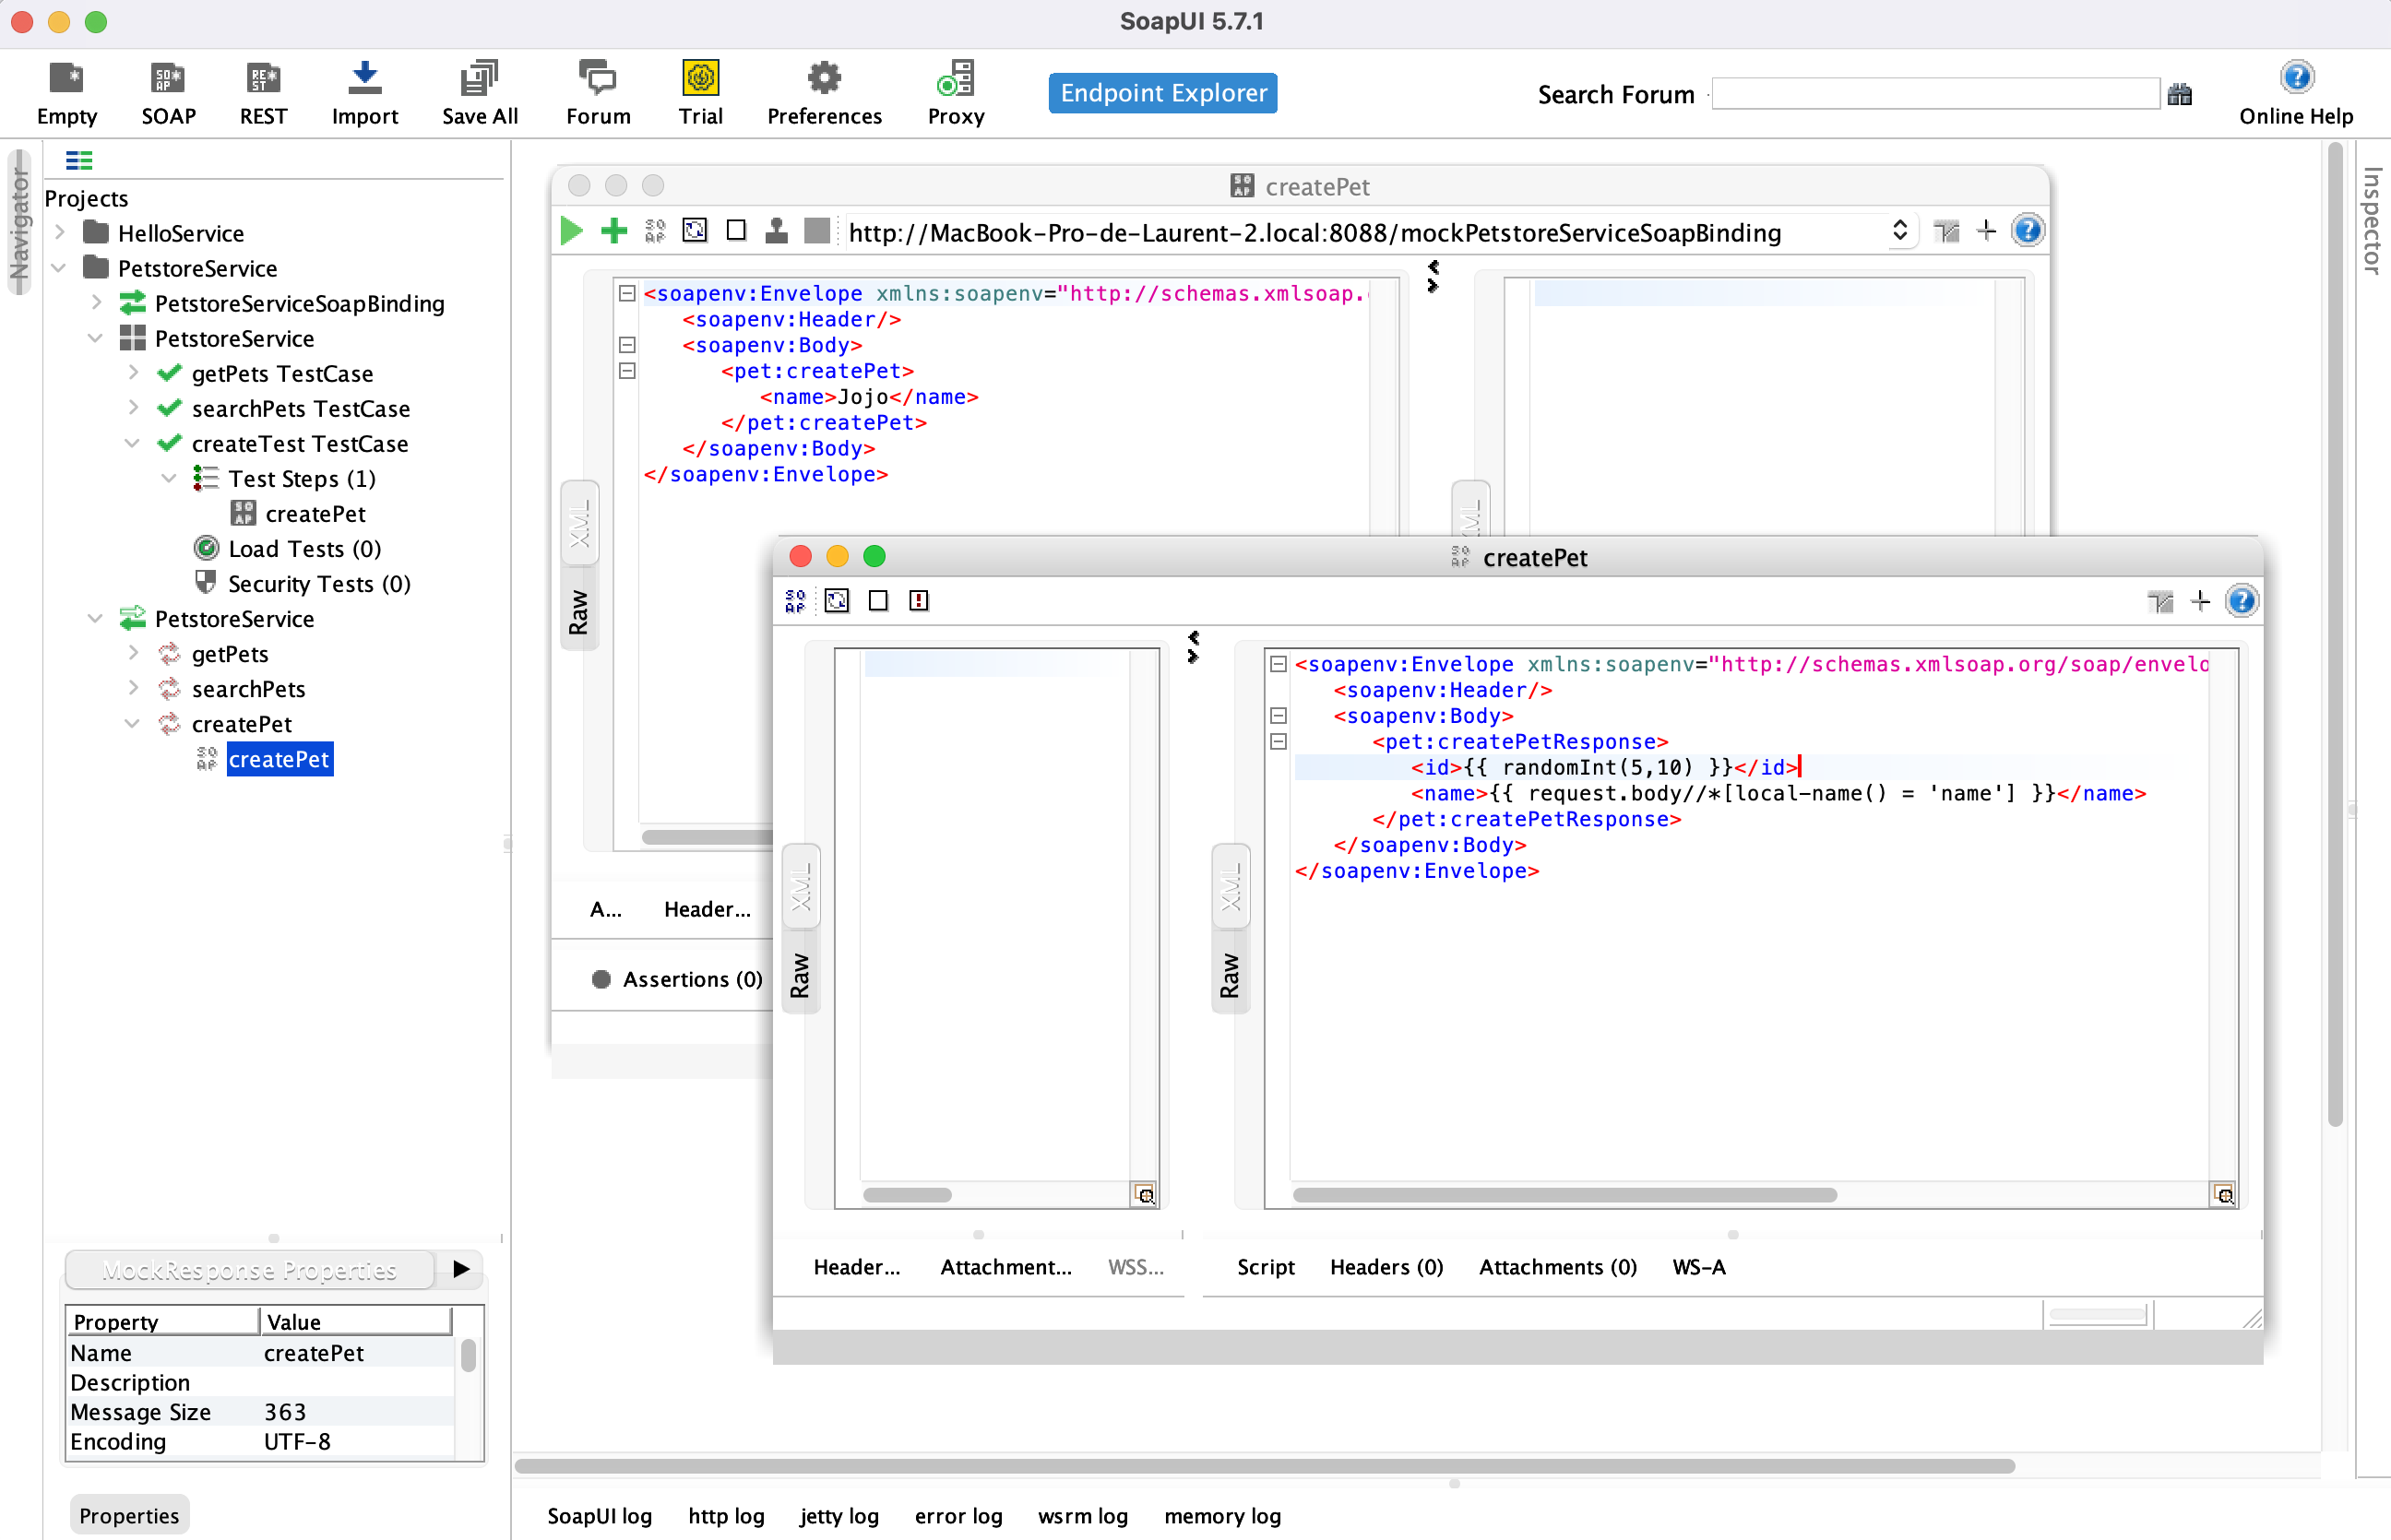 SoapUI 5.7.1
Empty
SOAP
REST
Import
Save All
Forum
Trial
Preferences
Proxy
Endpoint Explorer
Search Forum
Online Help
Navigator
Inspector
Projects
HelloService
PetstoreService
PetstoreServiceSoapBinding
PetstoreService
getPets TestCase
searchPets TestCase
createTest TestCase
Test Steps (1)
createPet
Load Tests (0)
Security Tests (0)
PetstoreService
getPets
searchPets
createPet
createPet
MockResponse Properties
Property Value
Name createPet
Description
Message Size 363
Encoding UTF-8
Properties
createPet
http://MacBook-Pro-de-Laurent-2.local:8088/mockPetstoreServiceSoapBinding
<soapenv:Envelope xmlns:soapenv="http://schemas.xmlsoap.
<soapenv:Header/>
<soapenv:Body>
<pet:createPet>
<name>Jojo</name>
</pet:createPet>
</soapenv:Body>
</soapenv:Envelope>
XML
Raw
XML
A...
Header...
Assertions (0)
createPet
XML
Raw
XML
Raw
<soapenv:Envelope xmlns:soapenv="http://schemas.xmlsoap.org/soap/envelo
<soapenv:Header/>
<soapenv:Body>
<pet:createPetResponse>
<id>{{ randomInt(5,10) }}</id>
<name>{{ request.body//*[local-name() = 'name'] }}</name>
</pet:createPetResponse>
</soapenv:Body>
</soapenv:Envelope>
Header...
Attachment...
WSS...
Script
Headers (0)
Attachments (0)
WS-A
SoapUI log
http log
jetty log
error log
wsrm log
memory log